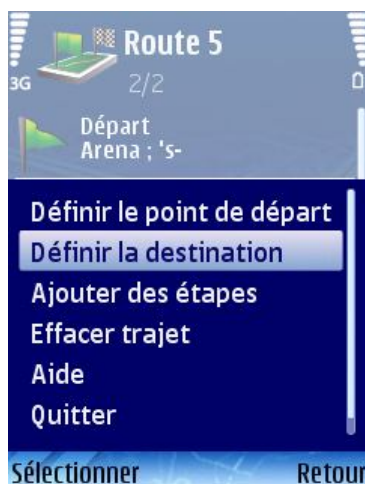 Route 5
3G
2/2
Départ
Arena ; 's-
Définir le point de départ
Définir la destination
Ajouter des étapes
Effacer trajet
Aide
Quitter
Sélectionner Retour